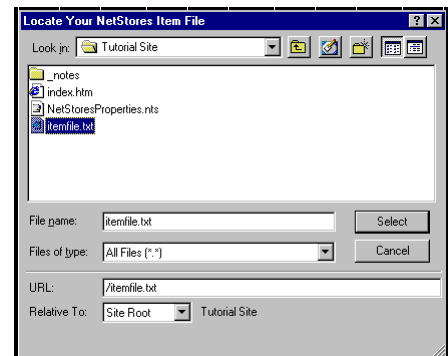 Locate Your NetStores Item File
Look in: Tutorial Site
_notes
index.htm
NetStoresProperties.nts
itemfile.txt
File name: itemfile.txt Select
Files of type: All Files (*.*) Cancel
URL: /itemfile.txt
Relative To: Site Root Tutorial Site